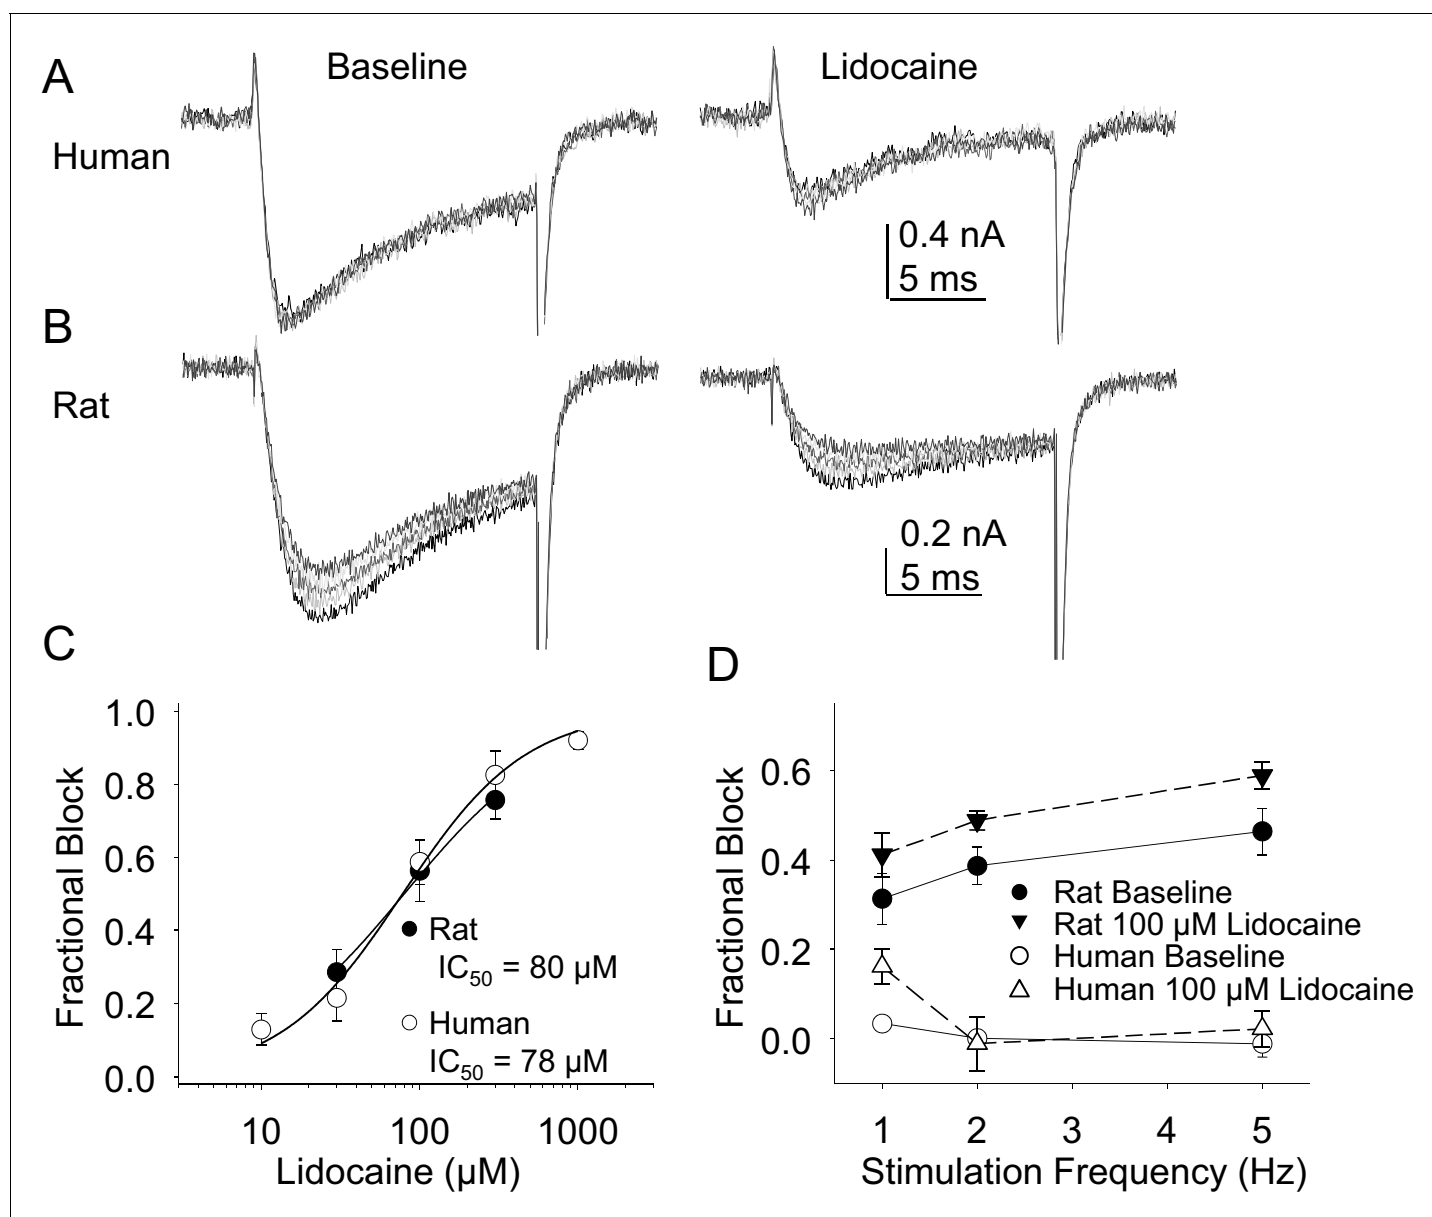 A
Baseline
Lidocaine
Human
0.4 nA
5 ms
B
Rat
0.2 nA
5 ms
C
1.0
0.8
0.6
0.4
0.2
0.0
Fractional Block
Rat
IC50 = 80 µM
Human
IC50 = 78 µM
10 100 1000
Lidocaine (µM)
D
0.6
0.4
0.2
0.0
Fractional Block
Rat Baseline
Rat 100 µM Lidocaine
Human Baseline
Human 100 µM Lidocaine
1 2 3 4 5
Stimulation Frequency (Hz)